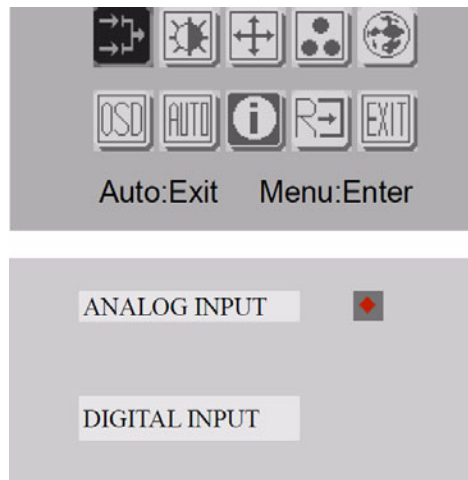 OSD AUTO i R EXIT
Auto:Exit Menu:Enter
ANALOG INPUT
DIGITAL INPUT